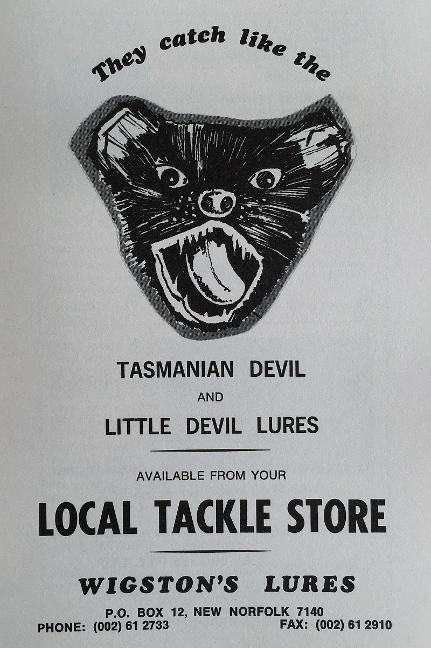 They catch like the
TASMANIAN DEVIL
AND
LITTLE DEVIL LURES
AVAILABLE FROM YOUR
LOCAL TACKLE STORE
WIGSTON'S LURES
P.O. BOX 12, NEW NORFOLK 7140
PHONE: (002) 61 2733 FAX: (002) 61 2910